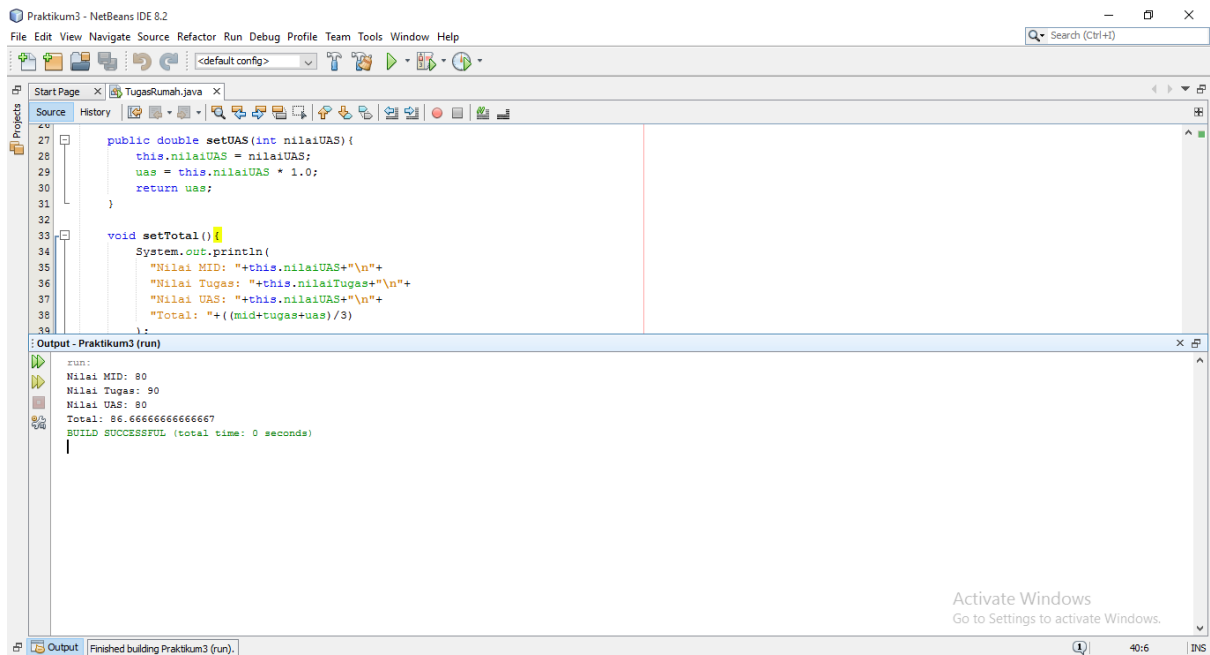 Praktikum3 - NetBeans IDE 8.2
File Edit View Navigate Source Refactor Run Debug Profile Team Tools Window Help
Search (Ctrl+I)
<default config>
Start Page TugasRumah.java
Projects
Source History
26
27 public double setUAS(int nilaiUAS){
28 this.nilaiUAS = nilaiUAS;
29 uas = this.nilaiUAS * 1.0;
30 return uas;
31 }
32
33 void setTotal(){
34 System.out.println(
35 "Nilai MID: "+this.nilaiUAS+"\n"+
36 "Nilai Tugas: "+this.nilaiTugas+"\n"+
37 "Nilai UAS: "+this.nilaiUAS+"\n"+
38 "Total: "+((mid+tugas+uas)/3)
39 );
Output - Praktikum3 (run)
run:
Nilai MID: 80
Nilai Tugas: 90
Nilai UAS: 80
Total: 86.66666666666667
BUILD SUCCESSFUL (total time: 0 seconds)
Activate Windows
Go to Settings to activate Windows.
Output Finished building Praktikum3 (run). 1 40:6 INS